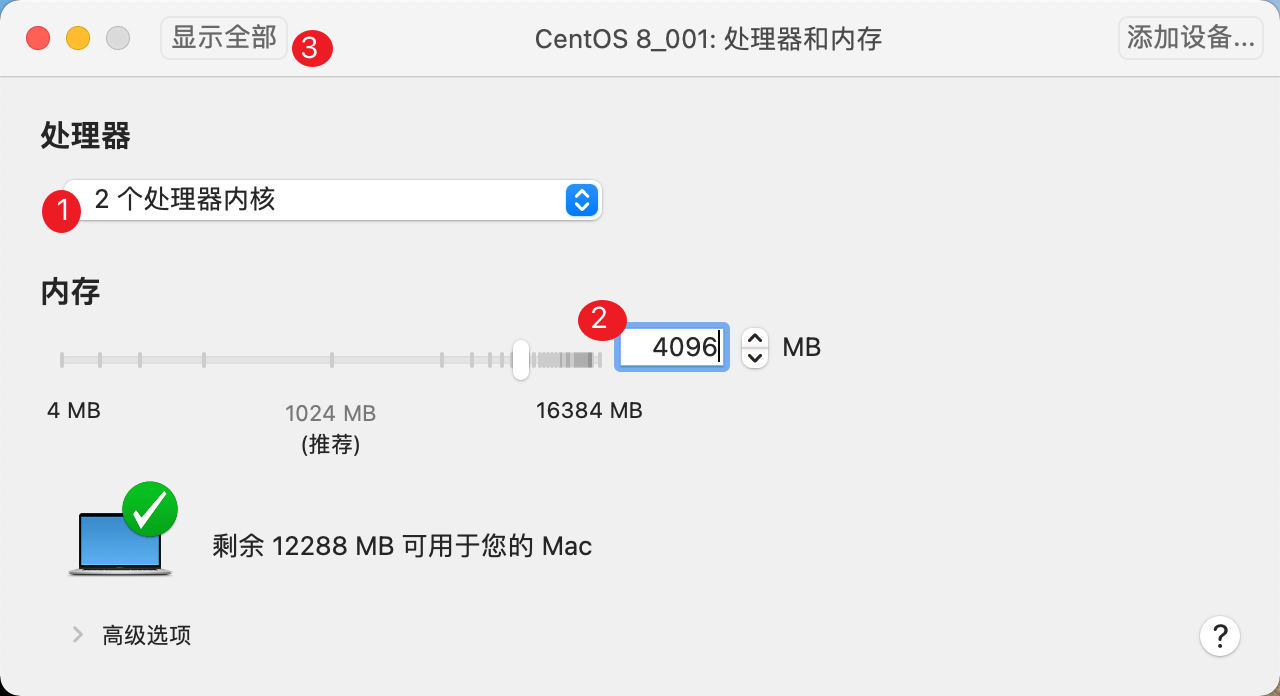 显示全部
3
CentOS 8_001: 处理器和内存
添加设备...
处理器
1
2 个处理器内核
内存
2
4096
MB
4 MB
1024 MB
(推荐)
16384 MB
剩余 12288 MB 可用于您的 Mac
高级选项
?